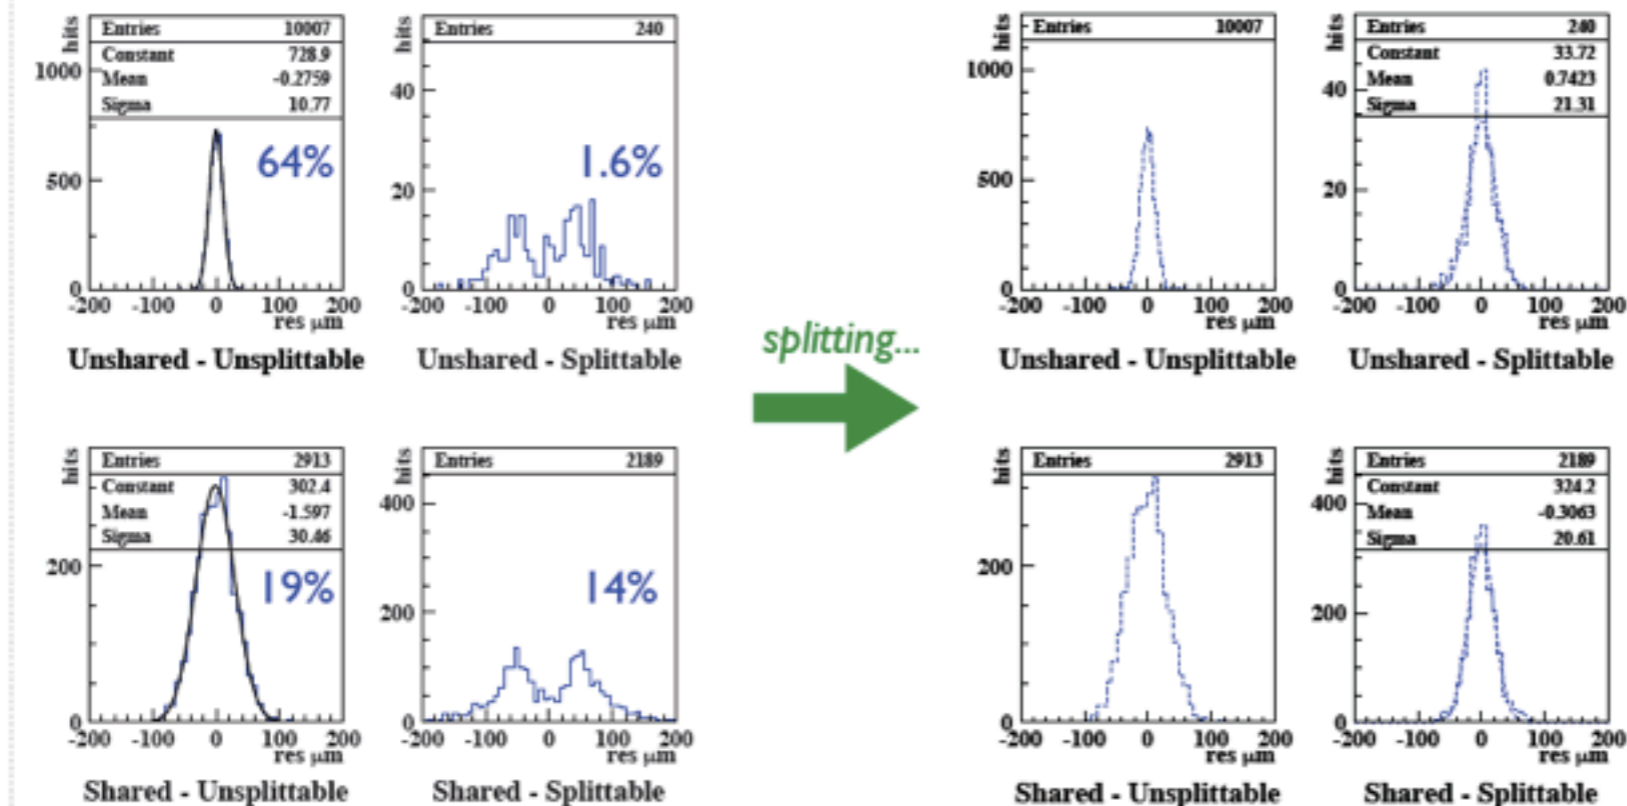 hits
Entries 10007
Constant 728.9
Mean -0.2759
Sigma 10.77
1000
500
0
64%
-200 -100 0 100 200
res μm
Unshared - Unsplittable
hits
Entries 240
40
20
0
1.6%
-200 -100 0 100 200
res μm
Unshared - Splittable
hits
Entries 2913
Constant 302.4
Mean -1.597
Sigma 30.46
200
0
19%
-200 -100 0 100 200
res μm
Shared - Unsplittable
hits
Entries 2189
400
200
0
14%
-200 -100 0 100 200
res μm
Shared - Splittable
splitting...
hits
Entries 10007
1000
500
0
-200 -100 0 100 200
res μm
Unshared - Unsplittable
hits
Entries 240
Constant 33.72
Mean 0.7423
Sigma 21.31
40
20
0
-200 -100 0 100 200
res μm
Unshared - Splittable
hits
Entries 2913
200
0
-200 -100 0 100 200
res μm
Shared - Unsplittable
hits
Entries 2189
Constant 324.2
Mean -0.3063
Sigma 20.61
400
200
0
-200 -100 0 100 200
res μm
Shared - Splittable